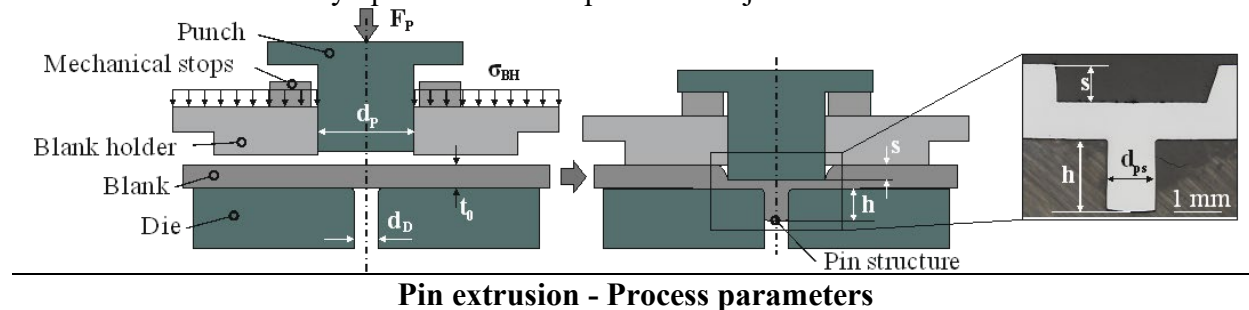 Punch
F_P
Mechanical stops
σ_BH
d_P
Blank holder
Blank
t_0
Die
d_D
s
h
Pin structure
s
h
d_ps
1 mm
Pin extrusion - Process parameters